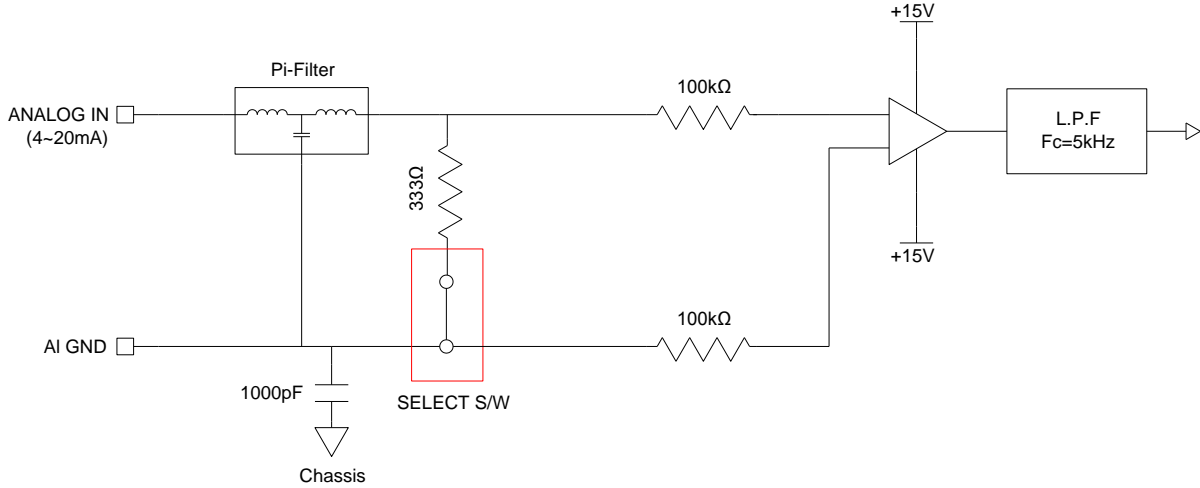 +15V
Pi-Filter
100kΩ
ANALOG IN
(4~20mA)
L.P.F
Fc=5kHz
333Ω
+15V
100kΩ
AI GND
1000pF
SELECT S/W
Chassis